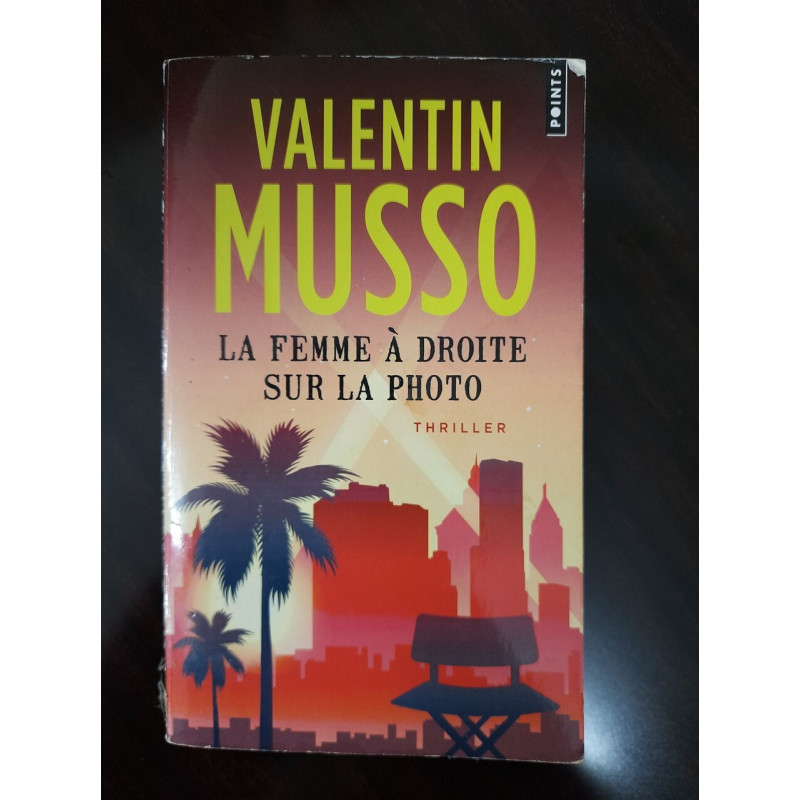 POINTS
VALENTIN
MUSSO
LA FEMME À DROITE
SUR LA PHOTO
THRILLER